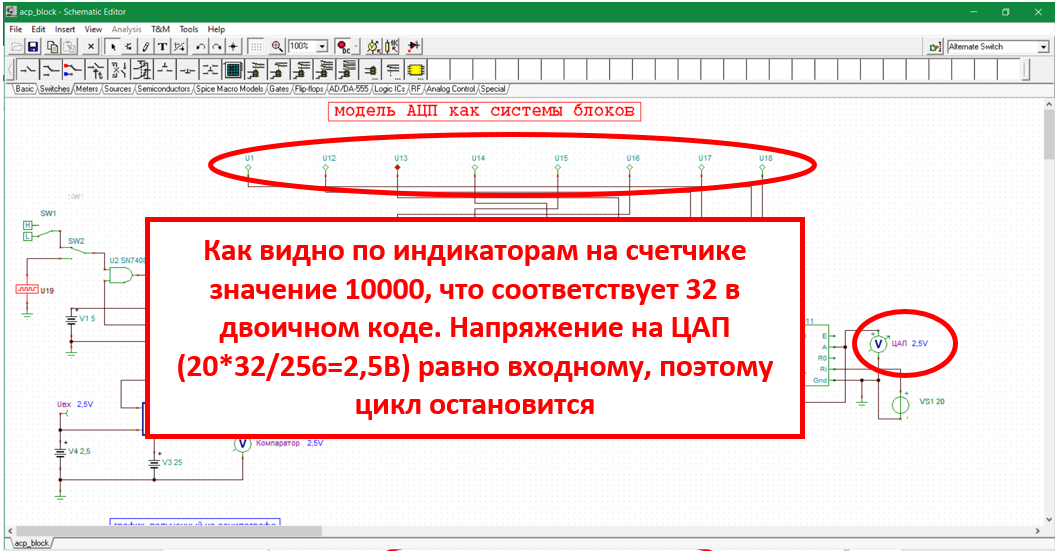 acp_block - Schematic Editor
File Edit Insert View Analysis T&M Tools Help
100% DC Alternate Switch
Basic Switches Meters Sources Semiconductors Spice Macro Models Gates Flip-flops AD/DA-555 Logic ICs RF Analog Control Special
модель АЦП как системы блоков
U1 U12 U13 U14 U15 U16 U17 U18
SW1
H
L
SW2
U2 SN7408
U19
V1 5
Как видно по индикаторам на счетчике
значение 10000, что соответствует 32 в
двоичном коде. Напряжение на ЦАП
(20*32/256=2,5В) равно входному, поэтому
цикл остановится
11
E
A
R0
Ri
Gnd
V ЦАП 2,5V
VS1 20
Uвх 2,5V
V4 2,5
V3 25
V Компаратор 2,5V
acp_block